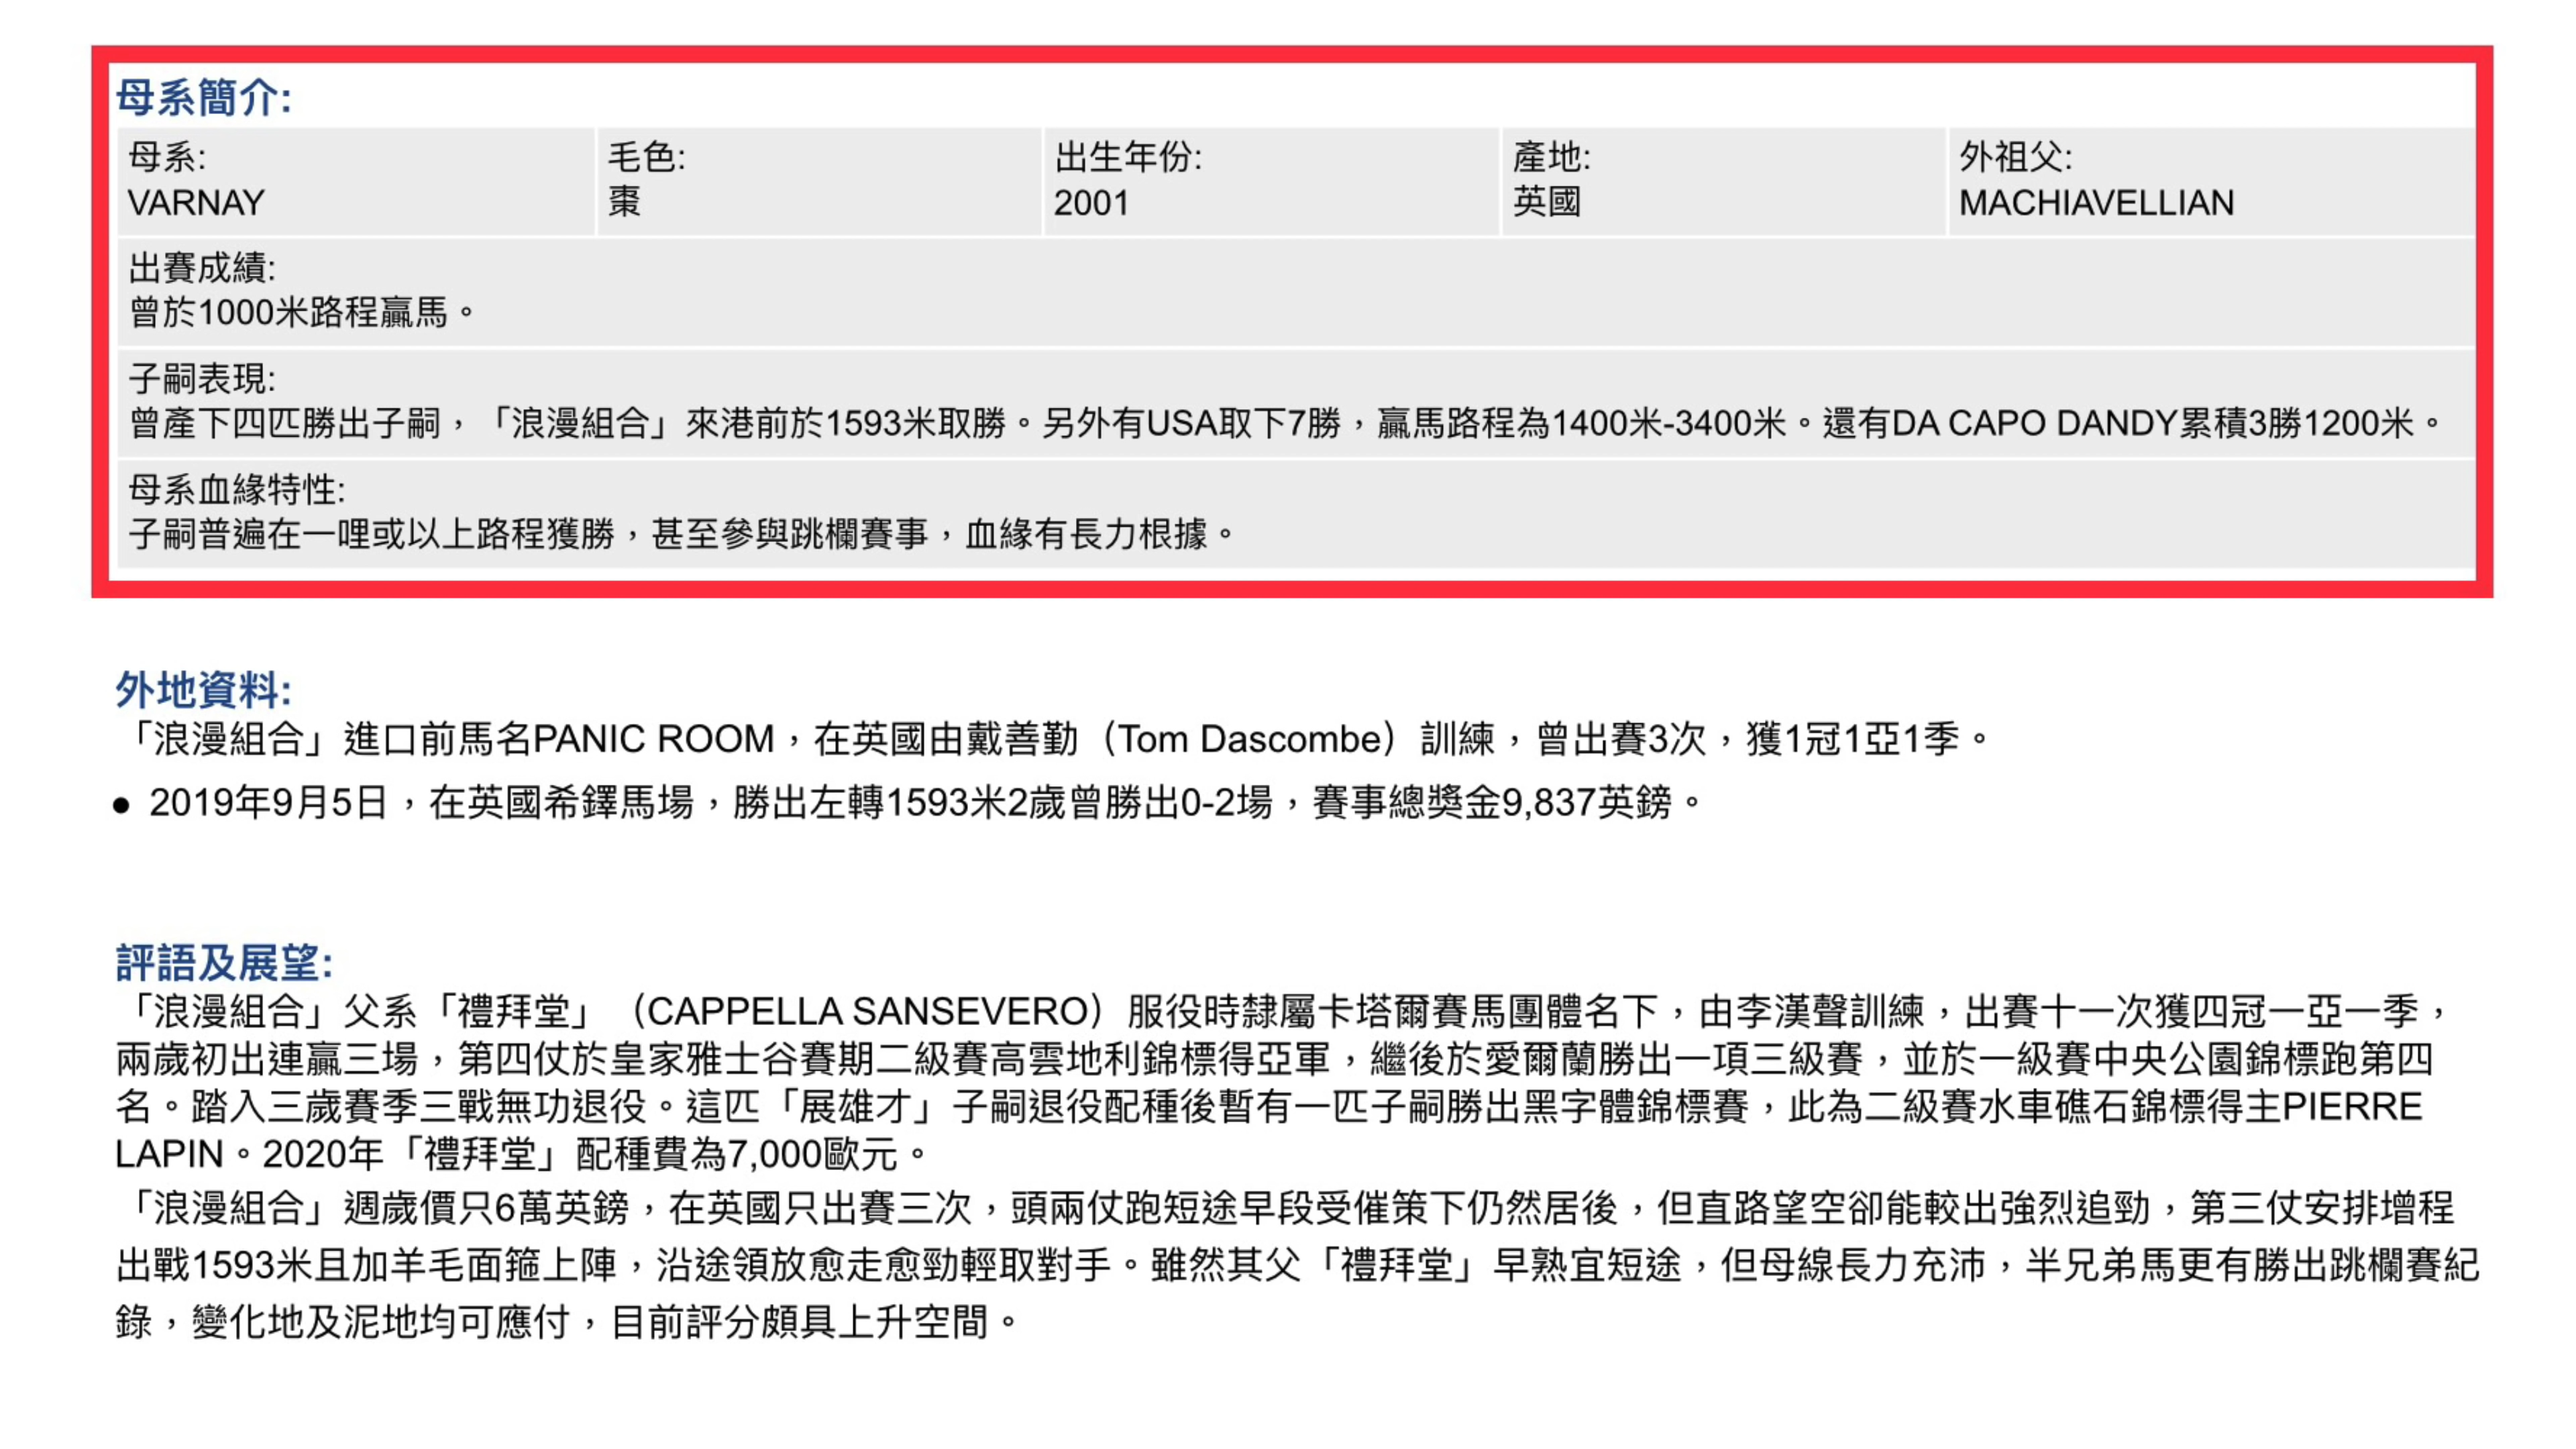 母系簡介:
母系:
VARNAY
毛色:
棗
出生年份:
2001
產地:
英國
外祖父:
MACHIAVELLIAN
出賽成績:
曾於1000米路程贏馬。
子嗣表現:
曾產下四匹勝出子嗣，「浪漫組合」來港前於1593米取勝。另外有USA取下7勝，贏馬路程為1400米-3400米。還有DA CAPO DANDY累積3勝1200米。
母系血緣特性:
子嗣普遍在一哩或以上路程獲勝，甚至參與跳欄賽事，血緣有長力根據。
外地資料:
「浪漫組合」進口前馬名PANIC ROOM，在英國由戴善勤（Tom Dascombe）訓練，曾出賽3次，獲1冠1亞1季。
● 2019年9月5日，在英國希鐸馬場，勝出左轉1593米2歲曾勝出0-2場，賽事總獎金9,837英鎊。
評語及展望:
「浪漫組合」父系「禮拜堂」（CAPPELLA SANSEVERO）服役時隸屬卡塔爾賽馬團體名下，由李漢聲訓練，出賽十一次獲四冠一亞一季，
兩歲初出連贏三場，第四仗於皇家雅士谷賽期二級賽高雲地利錦標得亞軍，繼後於愛爾蘭勝出一項三級賽，並於一級賽中央公園錦標跑第四
名。踏入三歲賽季三戰無功退役。這匹「展雄才」子嗣退役配種後暫有一匹子嗣勝出黑字體錦標賽，此為二級賽水車礁石錦標得主PIERRE
LAPIN。2020年「禮拜堂」配種費為7,000歐元。
「浪漫組合」週歲價只6萬英鎊，在英國只出賽三次，頭兩仗跑短途早段受催策下仍然居後，但直路望空卻能較出強烈追勁，第三仗安排增程
出戰1593米且加羊毛面箍上陣，沿途領放愈走愈勁輕取對手。雖然其父「禮拜堂」早熟宜短途，但母線長力充沛，半兄弟馬更有勝出跳欄賽紀
錄，變化地及泥地均可應付，目前評分頗具上升空間。